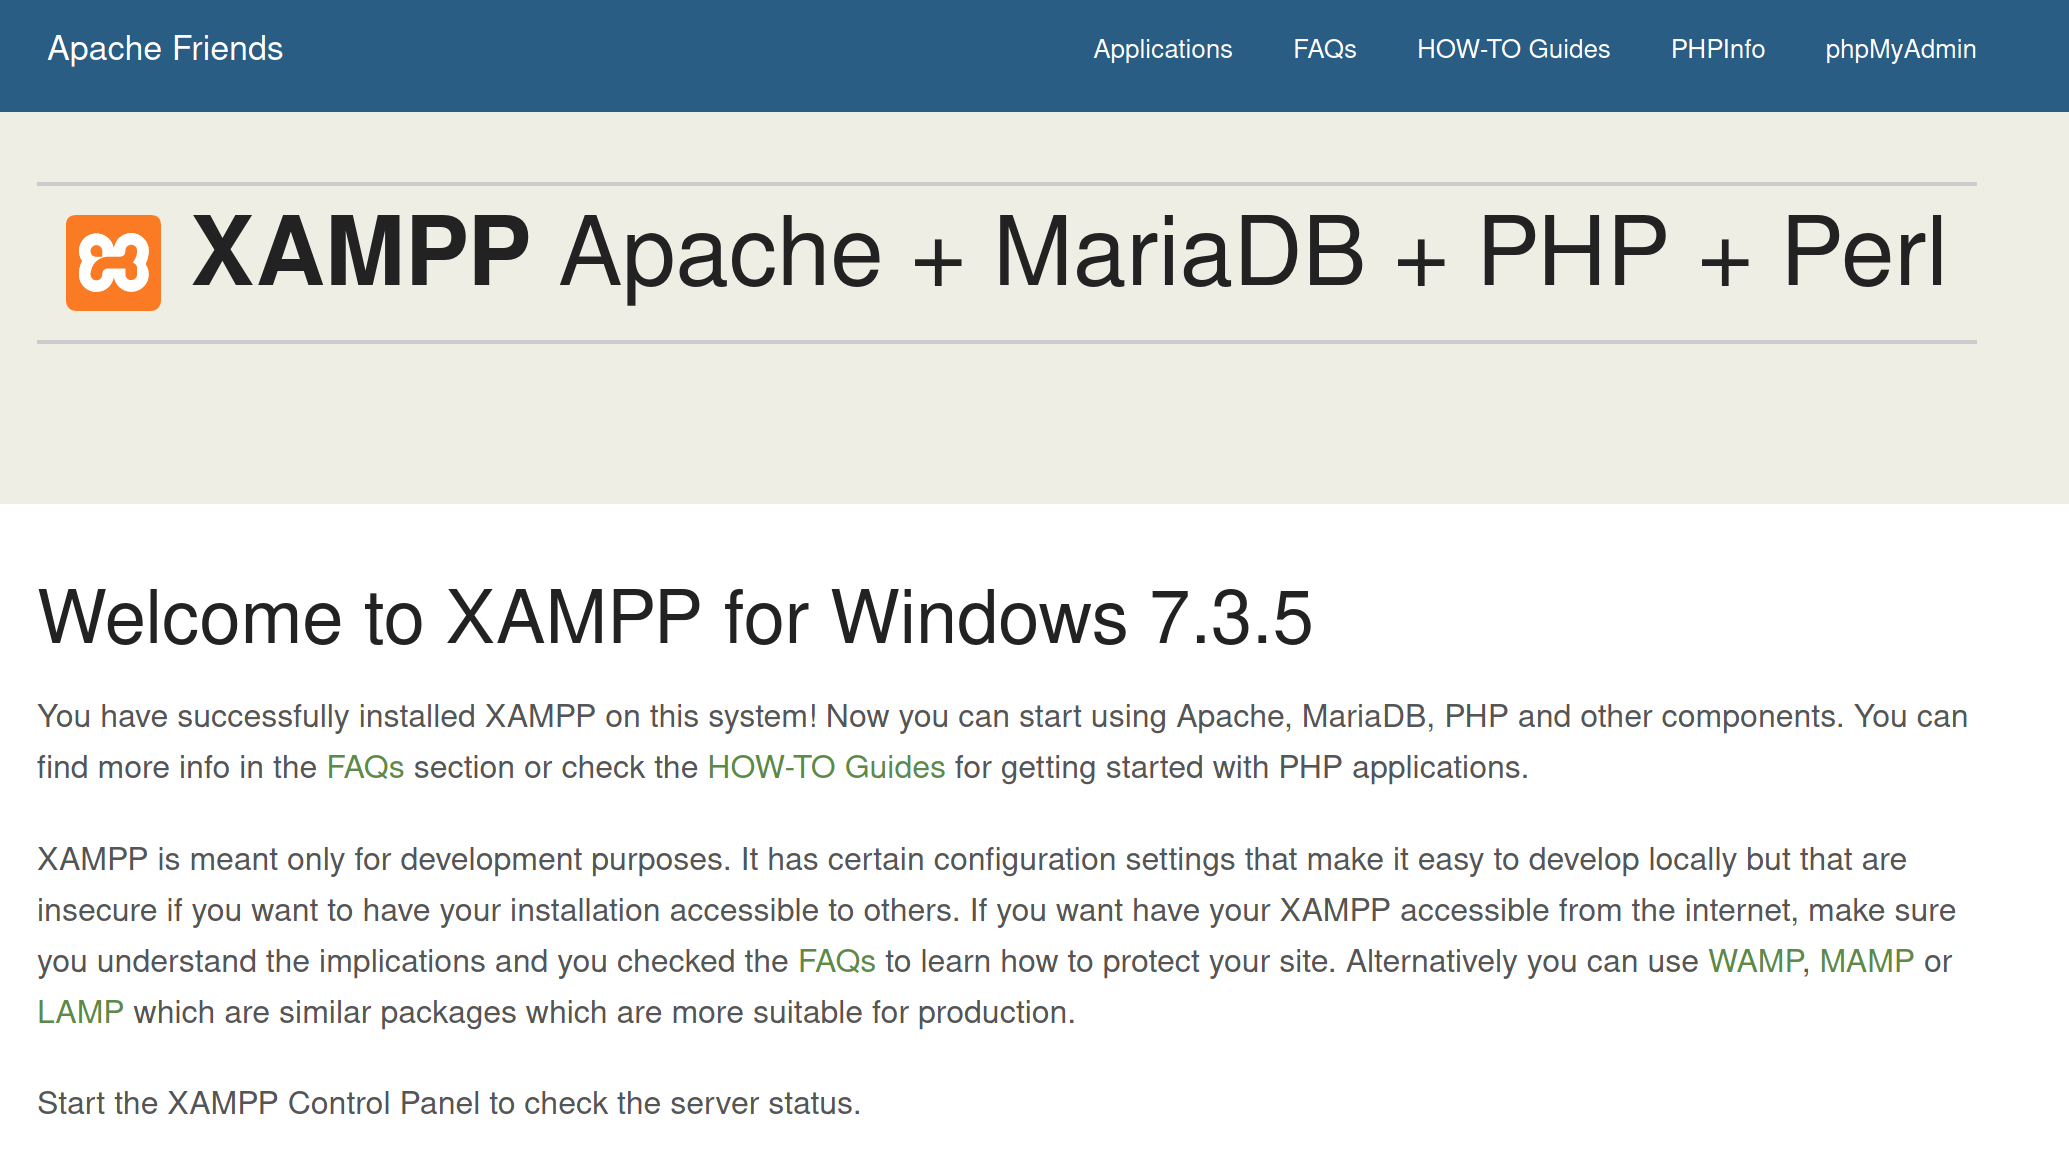 Apache Friends
Applications FAQs HOW-TO Guides PHPInfo phpMyAdmin
XAMPP Apache + MariaDB + PHP + Perl
Welcome to XAMPP for Windows 7.3.5
You have successfully installed XAMPP on this system! Now you can start using Apache, MariaDB, PHP and other components. You can
find more info in the FAQs section or check the HOW-TO Guides for getting started with PHP applications.
XAMPP is meant only for development purposes. It has certain configuration settings that make it easy to develop locally but that are
insecure if you want to have your installation accessible to others. If you want have your XAMPP accessible from the internet, make sure
you understand the implications and you checked the FAQs to learn how to protect your site. Alternatively you can use WAMP, MAMP or
LAMP which are similar packages which are more suitable for production.
Start the XAMPP Control Panel to check the server status.